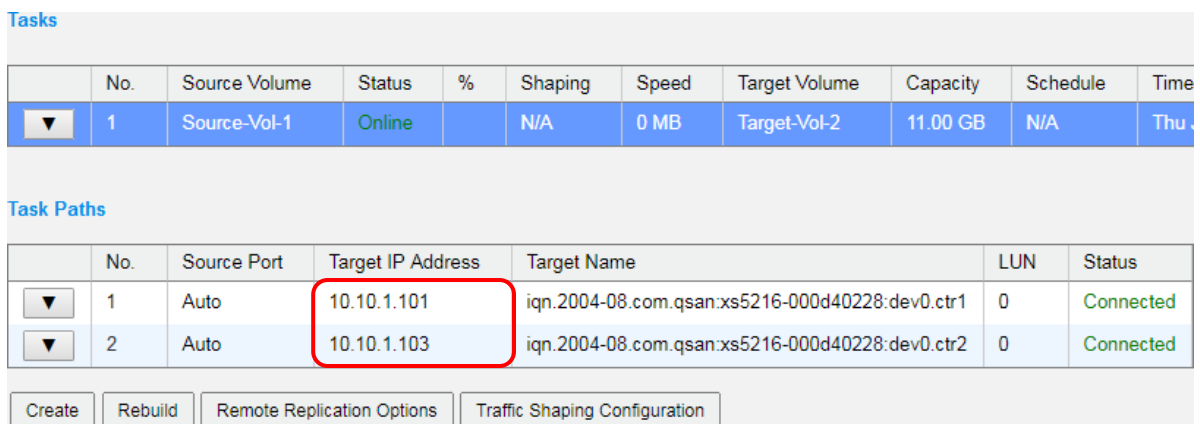 Tasks
No. Source Volume Status % Shaping Speed Target Volume Capacity Schedule Time
▼ 1 Source-Vol-1 Online N/A 0 MB Target-Vol-2 11.00 GB N/A Thu
Task Paths
No. Source Port Target IP Address Target Name LUN Status
▼ 1 Auto 10.10.1.101 iqn.2004-08.com.qsan:xs5216-000d40228:dev0.ctr1 0 Connected
▼ 2 Auto 10.10.1.103 iqn.2004-08.com.qsan:xs5216-000d40228:dev0.ctr2 0 Connected
Create Rebuild Remote Replication Options Traffic Shaping Configuration